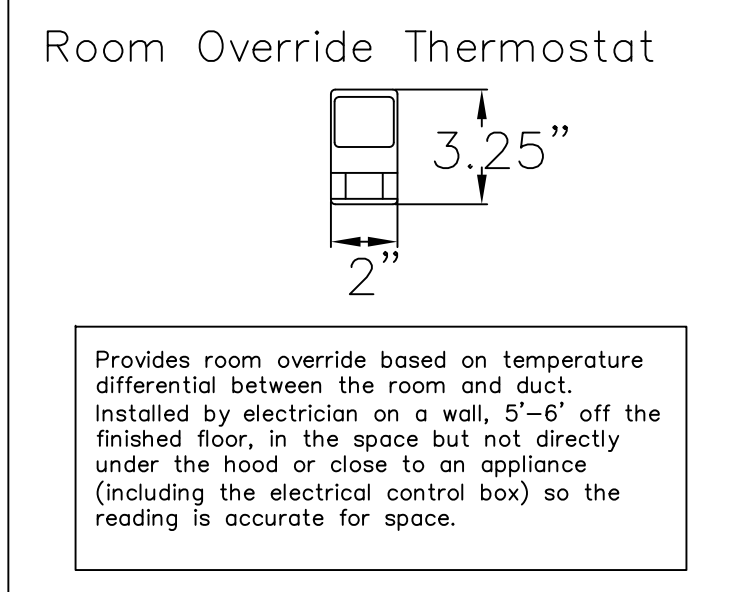 Room Override Thermostat
3.25”
2”
Provides room override based on temperature
differential between the room and duct.
Installed by electrician on a wall, 5’–6’ off the
finished floor, in the space but not directly
under the hood or close to an appliance
(including the electrical control box) so the
reading is accurate for space.